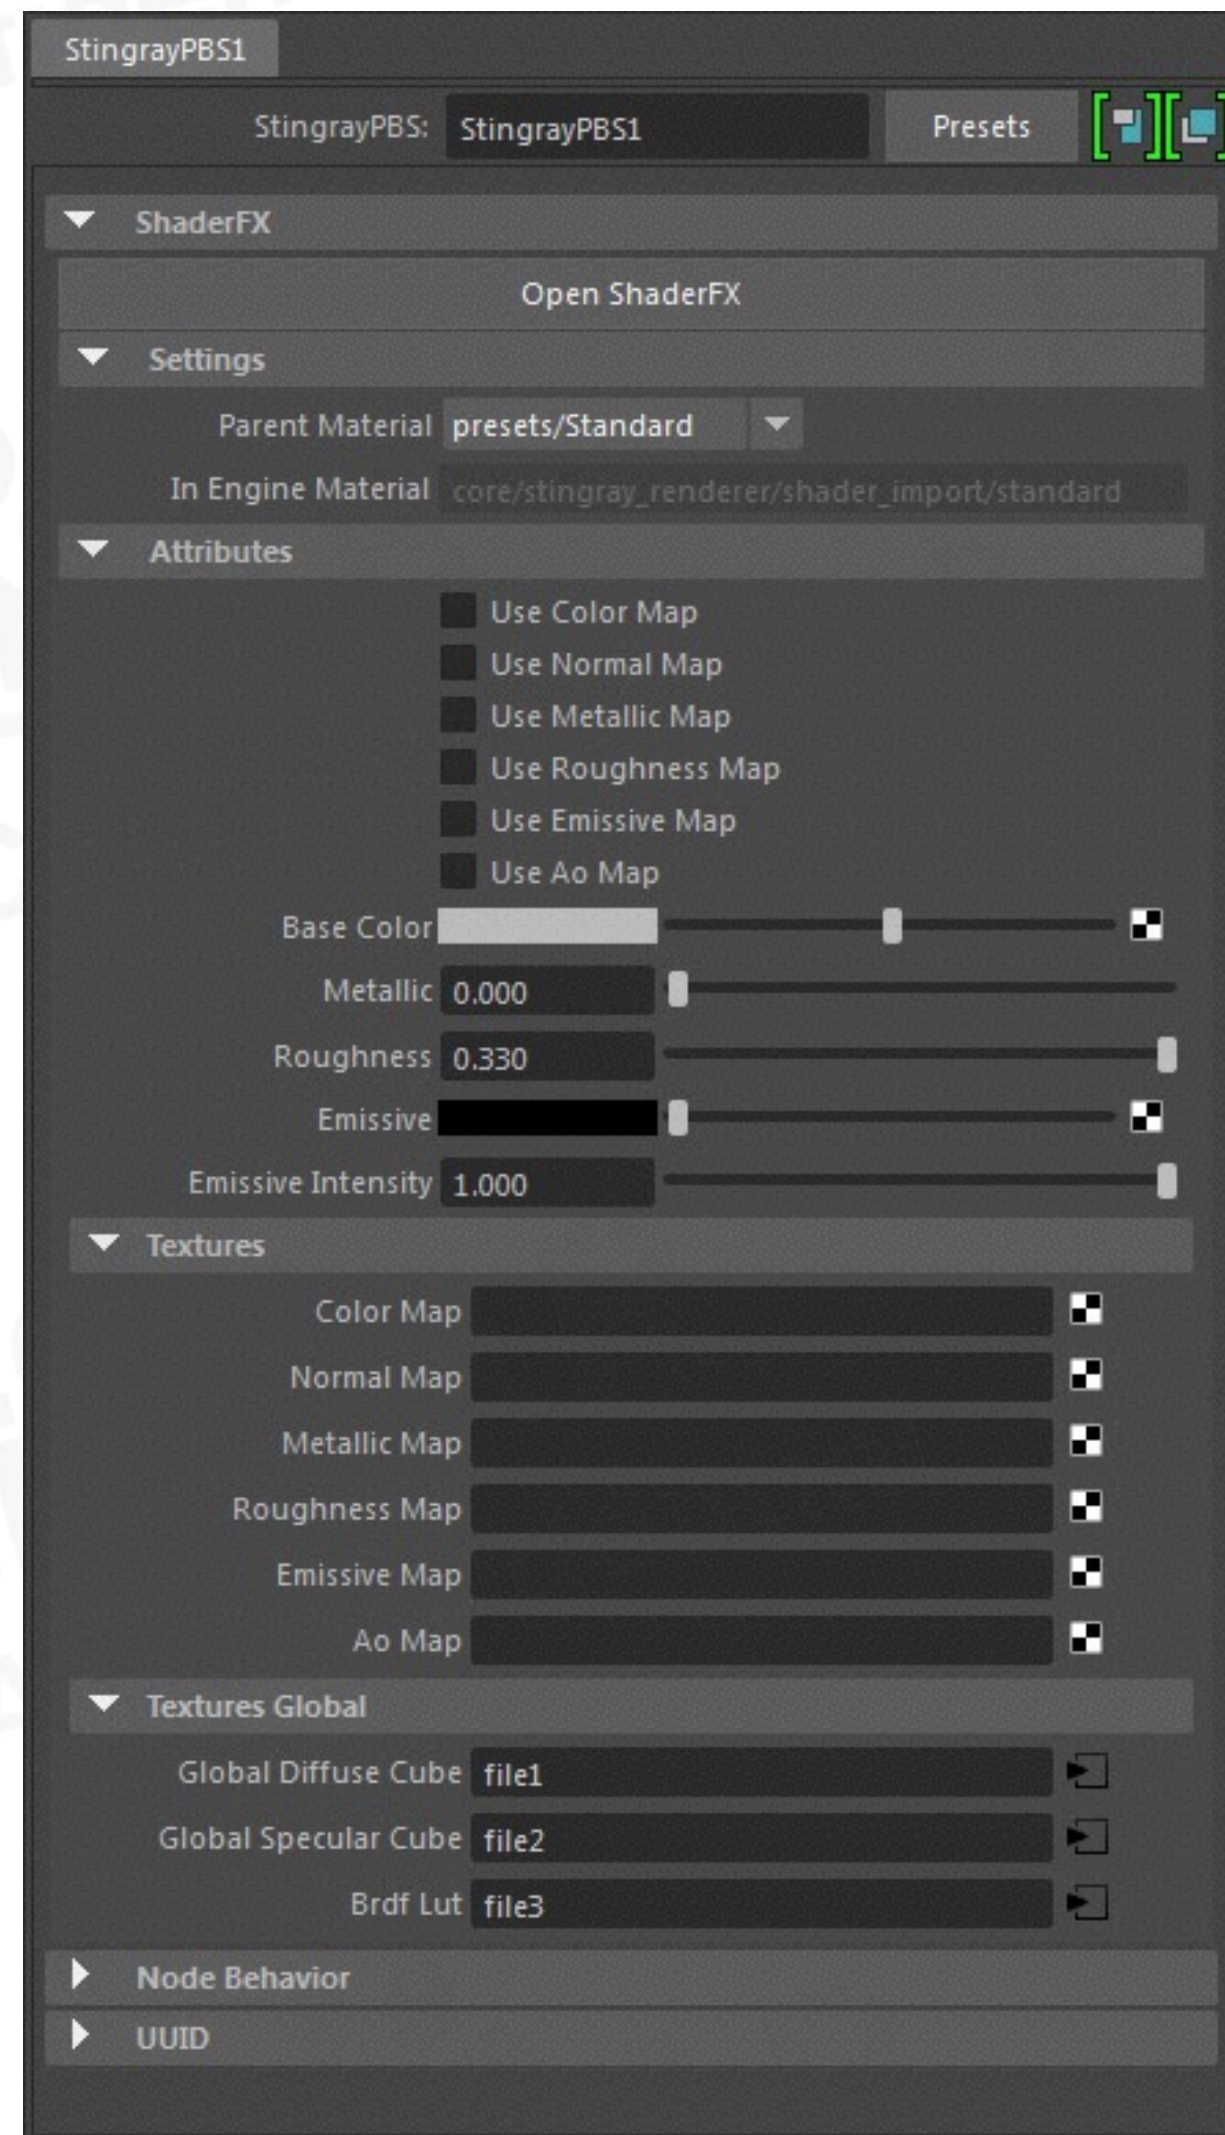 StingrayPBS1
StingrayPBS: StingrayPBS1 Presets
ShaderFX
Open ShaderFX
Settings
Parent Material presets/Standard
In Engine Material core/stingray_renderer/shader_import/standard
Attributes
Use Color Map
Use Normal Map
Use Metallic Map
Use Roughness Map
Use Emissive Map
Use Ao Map
Base Color
Metallic 0.000
Roughness 0.330
Emissive
Emissive Intensity 1.000
Textures
Color Map
Normal Map
Metallic Map
Roughness Map
Emissive Map
Ao Map
Textures Global
Global Diffuse Cube file1
Global Specular Cube file2
Brdf Lut file3
Node Behavior
UUID